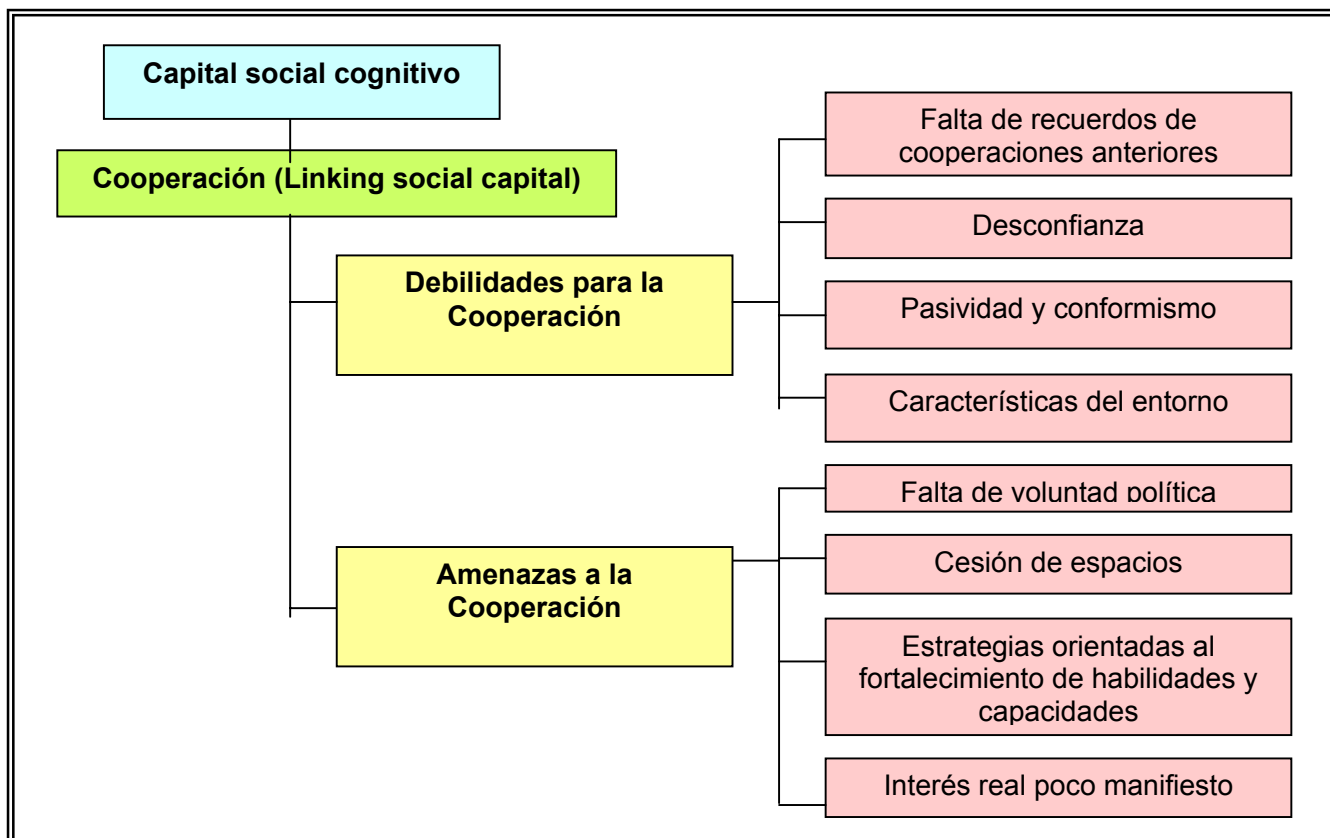 Capital social cognitivo
Cooperación (Linking social capital)
Debilidades para la
Cooperación
Falta de recuerdos de
cooperaciones anteriores
Desconfianza
Pasividad y conformismo
Características del entorno
Amenazas a la
Cooperación
Falta de voluntad política
Cesión de espacios
Estrategias orientadas al
fortalecimiento de habilidades y
capacidades
Interés real poco manifiesto